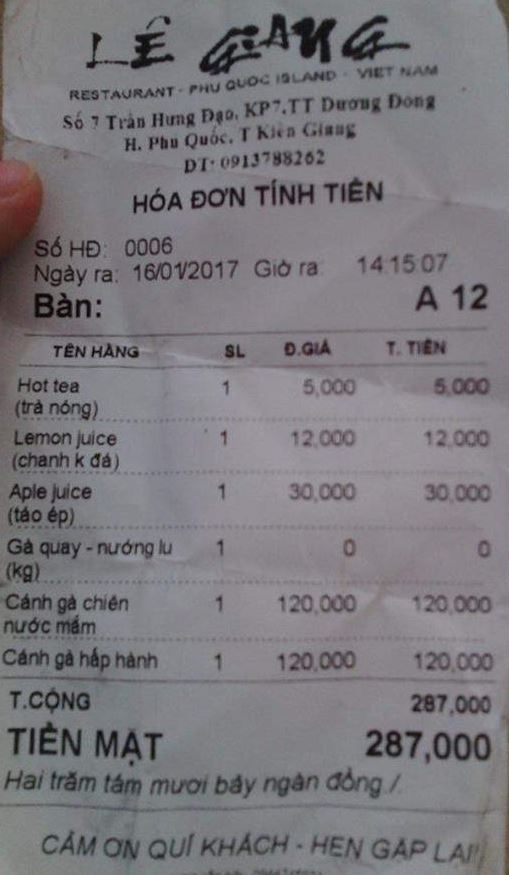 LÊ GIANG
RESTAURANT - PHU QUOC ISLAND - VIET NAM
Số 7 Trần Hưng Đạo, KP7,TT Dương Đông
H. Phú Quốc, T Kiên Giang
ĐT: 0913788262
HÓA ĐƠN TÍNH TIỀN
Số HĐ: 0006
Ngày ra: 16/01/2017 Giờ ra: 14:15:07
Bàn: A 12
TÊN HÀNG SL Đ.GIÁ T. TIỀN
Hot tea 1 5,000 5,000
(trà nóng)
Lemon juice 1 12,000 12,000
(chanh k đá)
Aple juice 1 30,000 30,000
(táo ép)
Gà quay - nướng lu 1 0 0
(kg)
Cánh gà chiên 1 120,000 120,000
nước mắm
Cánh gà hấp hành 1 120,000 120,000
T.CỘNG 287,000
TIỀN MẶT 287,000
Hai trăm tám mươi bảy ngàn đồng./.
CẢM ƠN QUÍ KHÁCH - HẸN GẶP LẠI